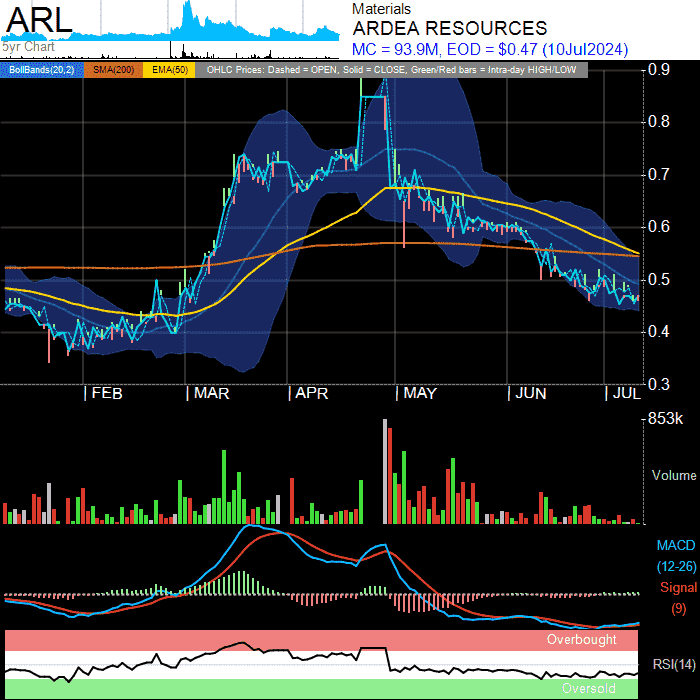 ARL
5yr Chart
Materials
ARDEA RESOURCES
MC = 93.9M, EOD = $0.47 (10Jul2024)
BollBands(20,2) SMA(200) EMA(50) OHLC Prices: Dashed = OPEN, Solid = CLOSE, Green/Red bars = Intra-day HIGH/LOW
0.9
0.8
0.7
0.6
0.5
0.4
0.3
FEB MAR APR MAY JUN JUL
853k
Volume
MACD
(12-26)
Signal
(9)
Overbought
RSI(14)
Oversold